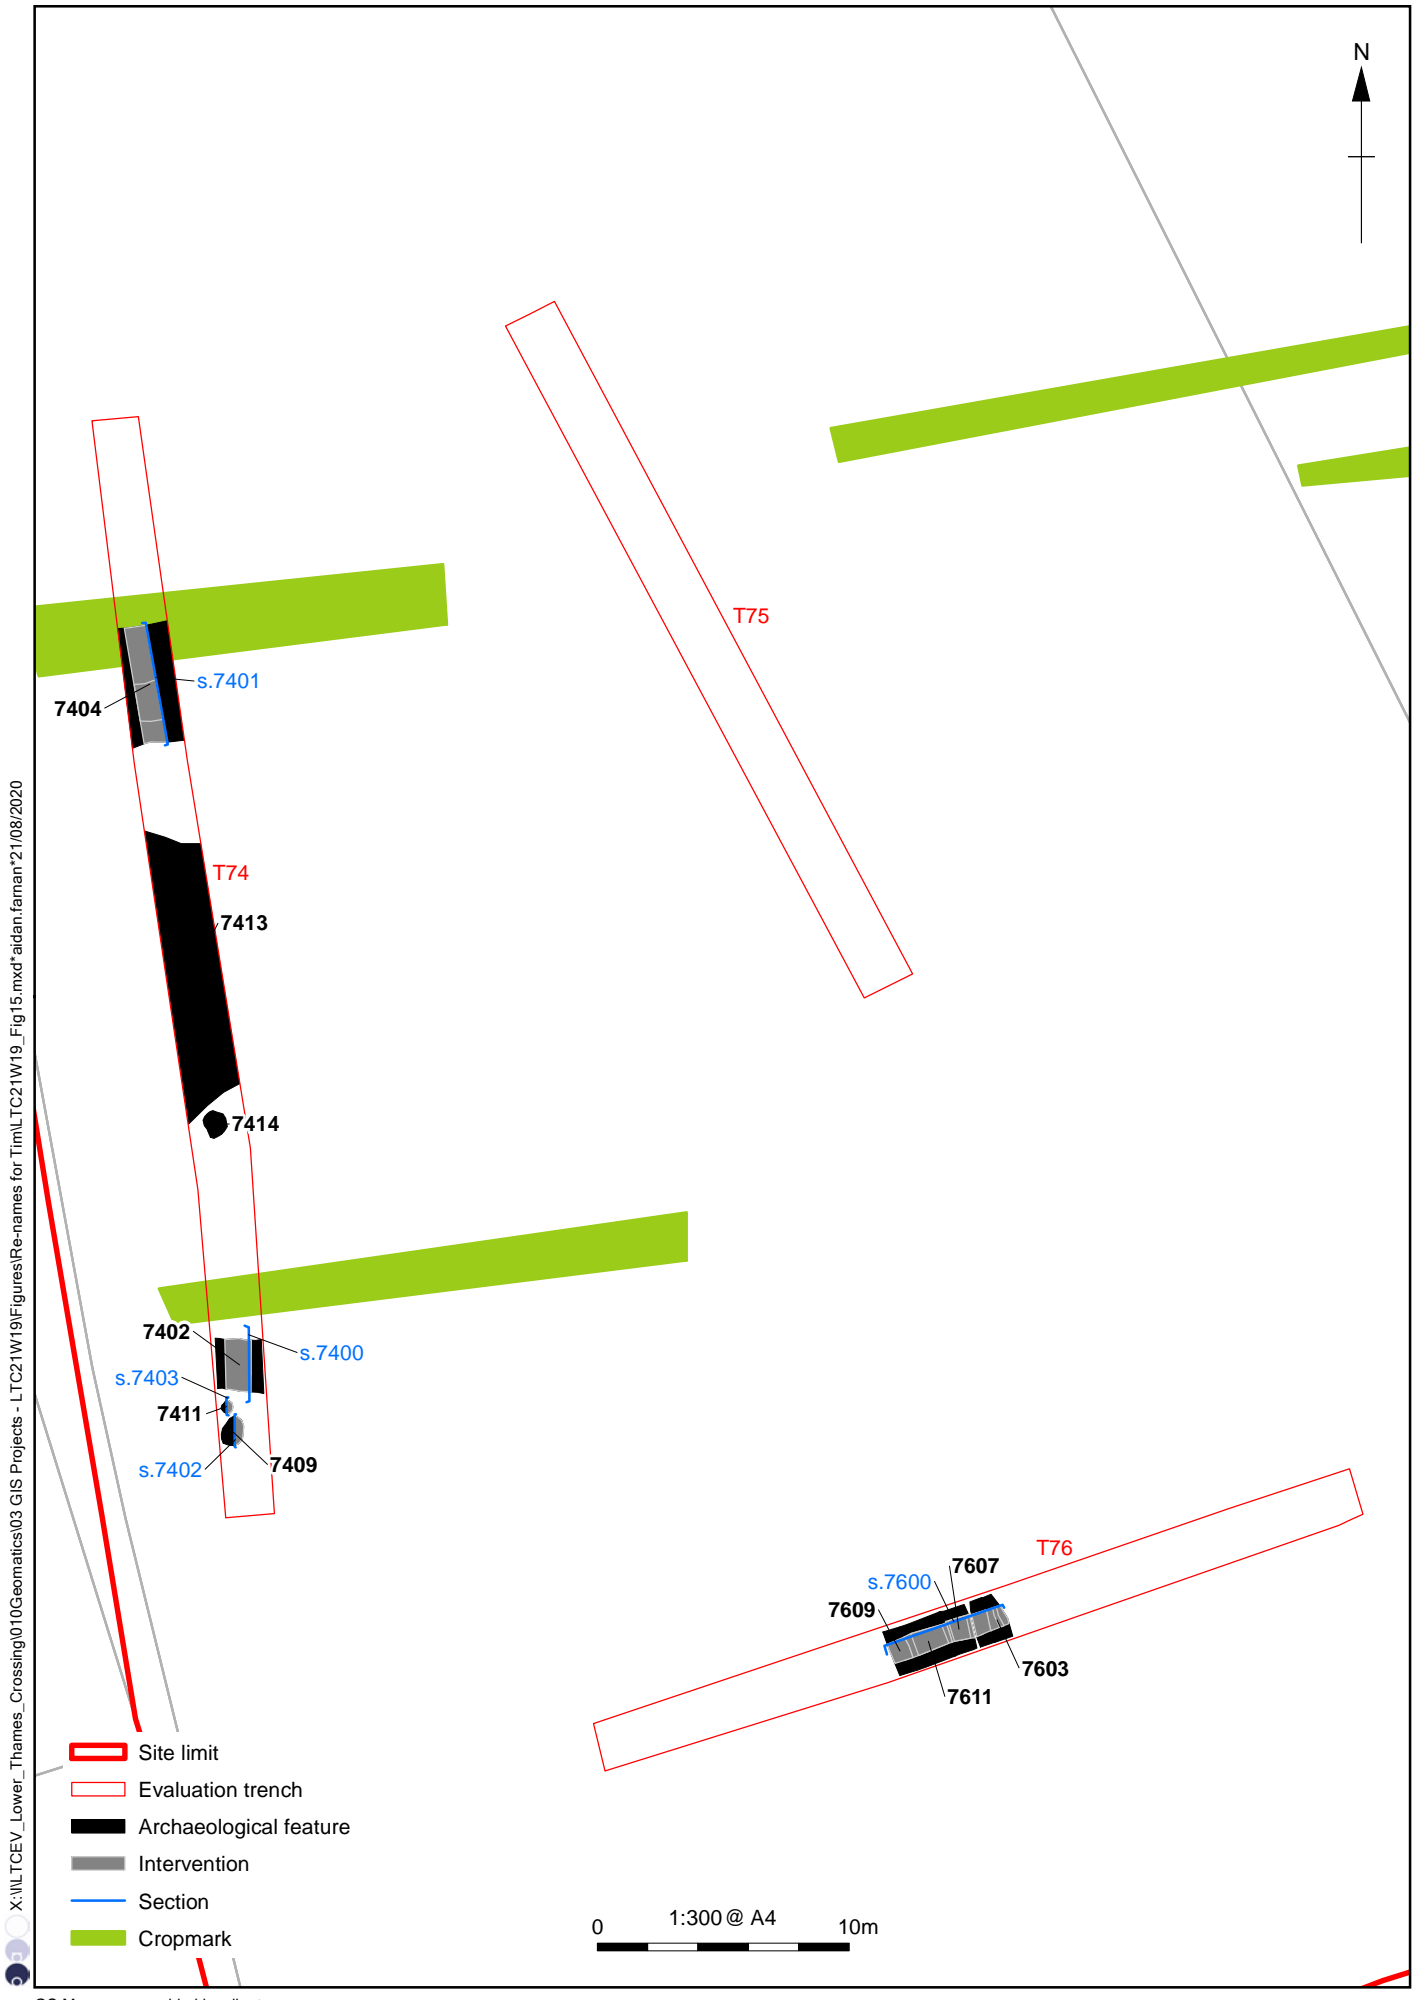 N
T75
s.7401
7404
T74
7413
7414
7402
s.7400
s.7403
7411
s.7402
7409
T76
7607
s.7600
7609
7603
7611
Site limit
Evaluation trench
Archaeological feature
Intervention
Section
Cropmark
0
1:300 @ A4
10m
X:\l\LTCEV_Lower_Thames_Crossing\010Geomatics\03 GIS Projects - LTC21W19\Figures\Re-names for Tim\LTC21W19_Fig15.mxd*aidan.farnan*21/08/2020